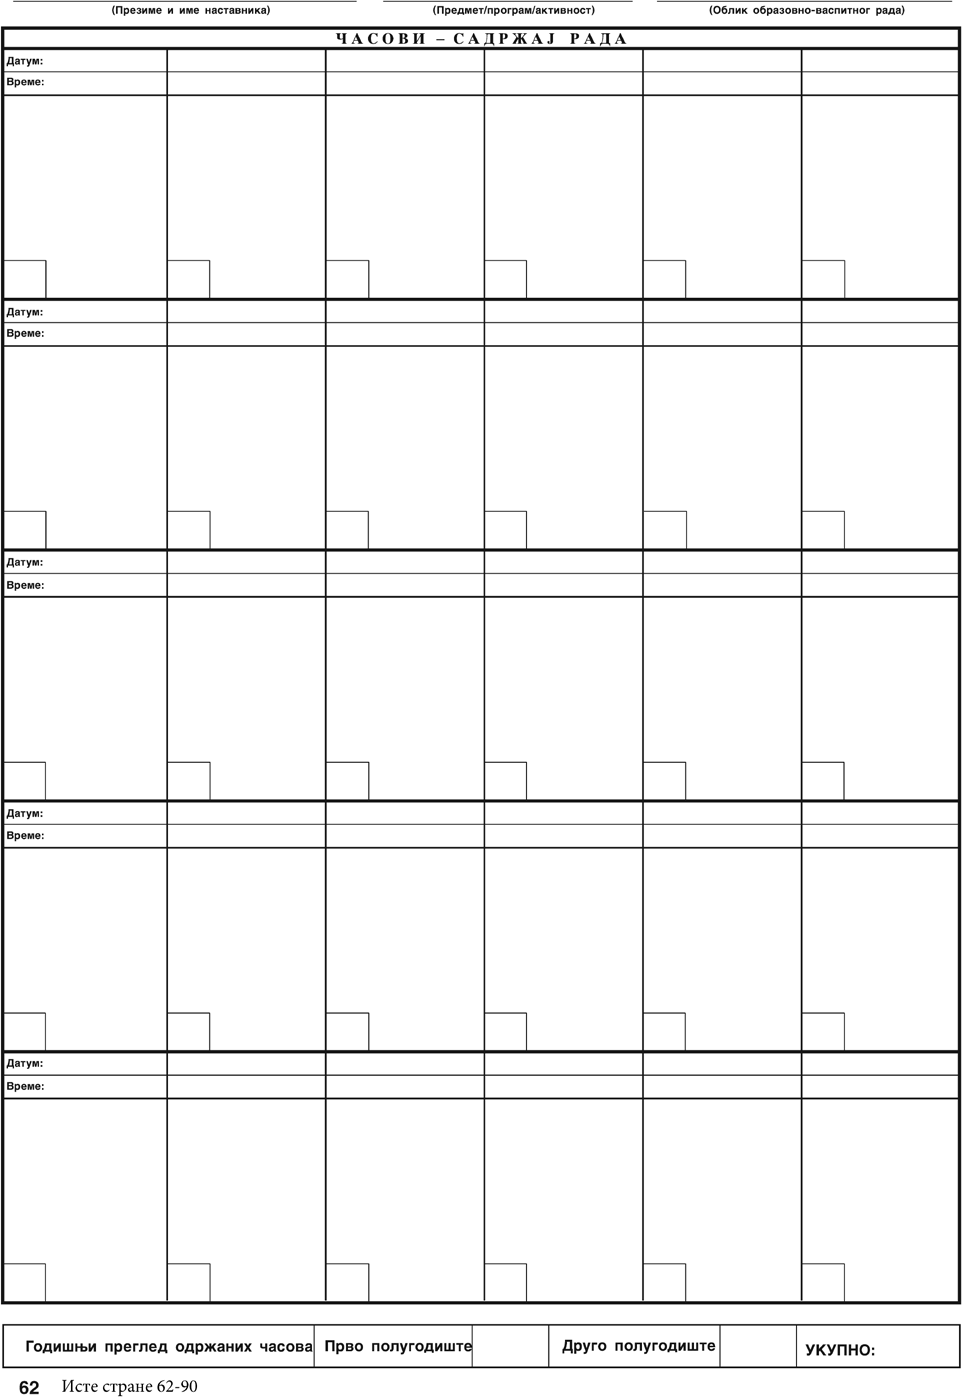 (Презиме и име наставника) (Предмет/програм/активност) (Облик образовно-васпитног рада)
ЧАСОВИ – САДРЖАЈ РАДА
Датум:
Време:
Датум:
Време:
Датум:
Време:
Датум:
Време:
Датум:
Време:
Годишњи преглед одржаних часова Прво полугодиште Друго полугодиште УКУПНО:
62 Исте стране 62-90